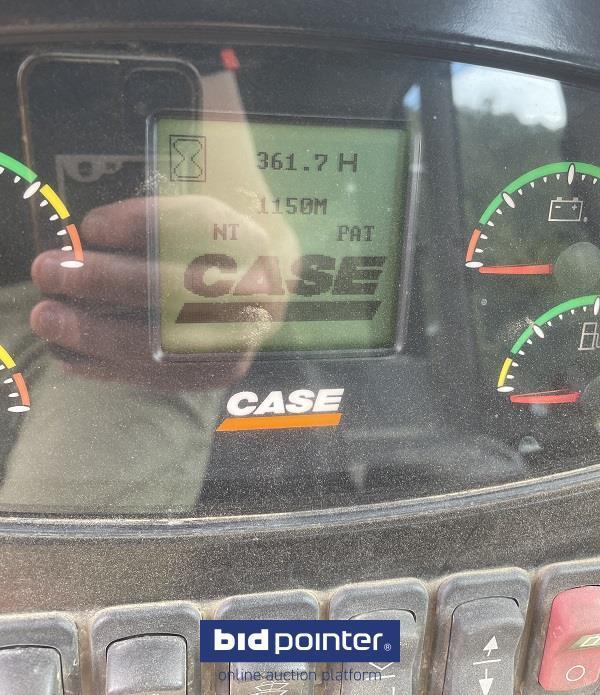 361.7 H
1150M
NT PAT
CASE
CASE
bidpointer®
online auction platform